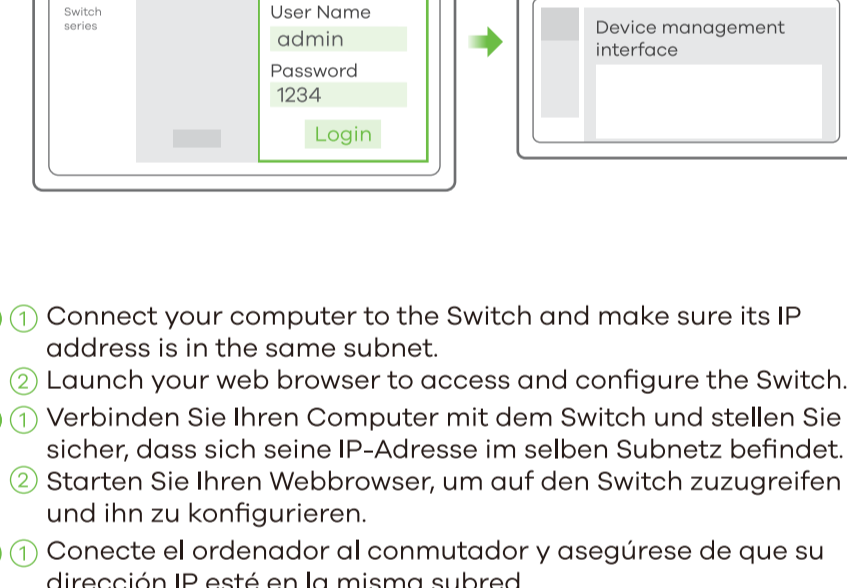 Switch
series
User Name
admin
Password
1234
Login
Device management
interface
① Connect your computer to the Switch and make sure its IP
address is in the same subnet.
② Launch your web browser to access and configure the Switch.
① Verbinden Sie Ihren Computer mit dem Switch und stellen Sie
sicher, dass sich seine IP-Adresse im selben Subnetz befindet.
② Starten Sie Ihren Webbrowser, um auf den Switch zuzugreifen
und ihn zu konfigurieren.
① Conecte el ordenador al conmutador y asegúrese de que su
dirección IP esté en la misma subred